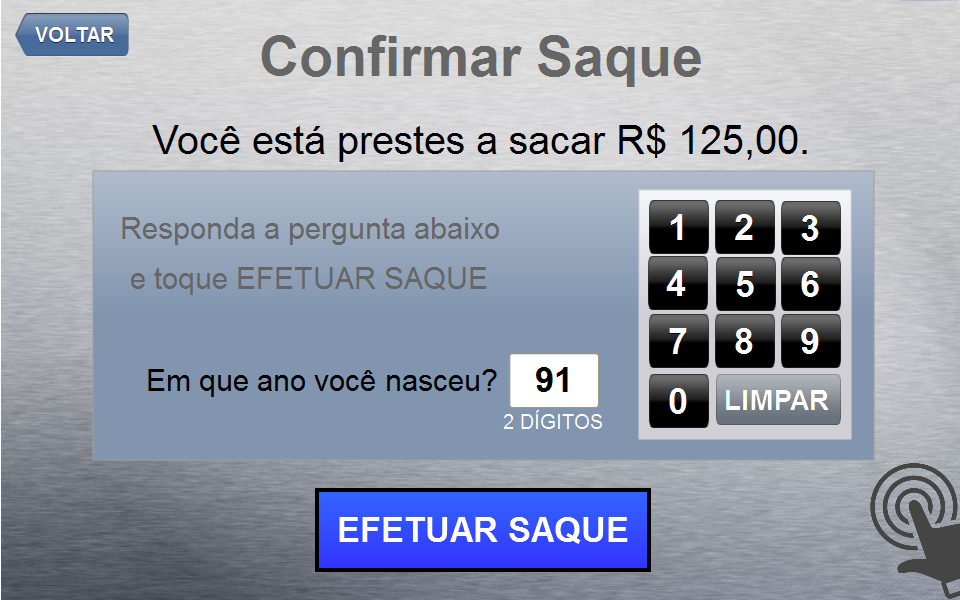 VOLTAR
Confirmar Saque
Você está prestes a sacar R$ 125,00.
Responda a pergunta abaixo
e toque EFETUAR SAQUE
Em que ano você nasceu? 91
2 DÍGITOS
1 2 3
4 5 6
7 8 9
0 LIMPAR
EFETUAR SAQUE